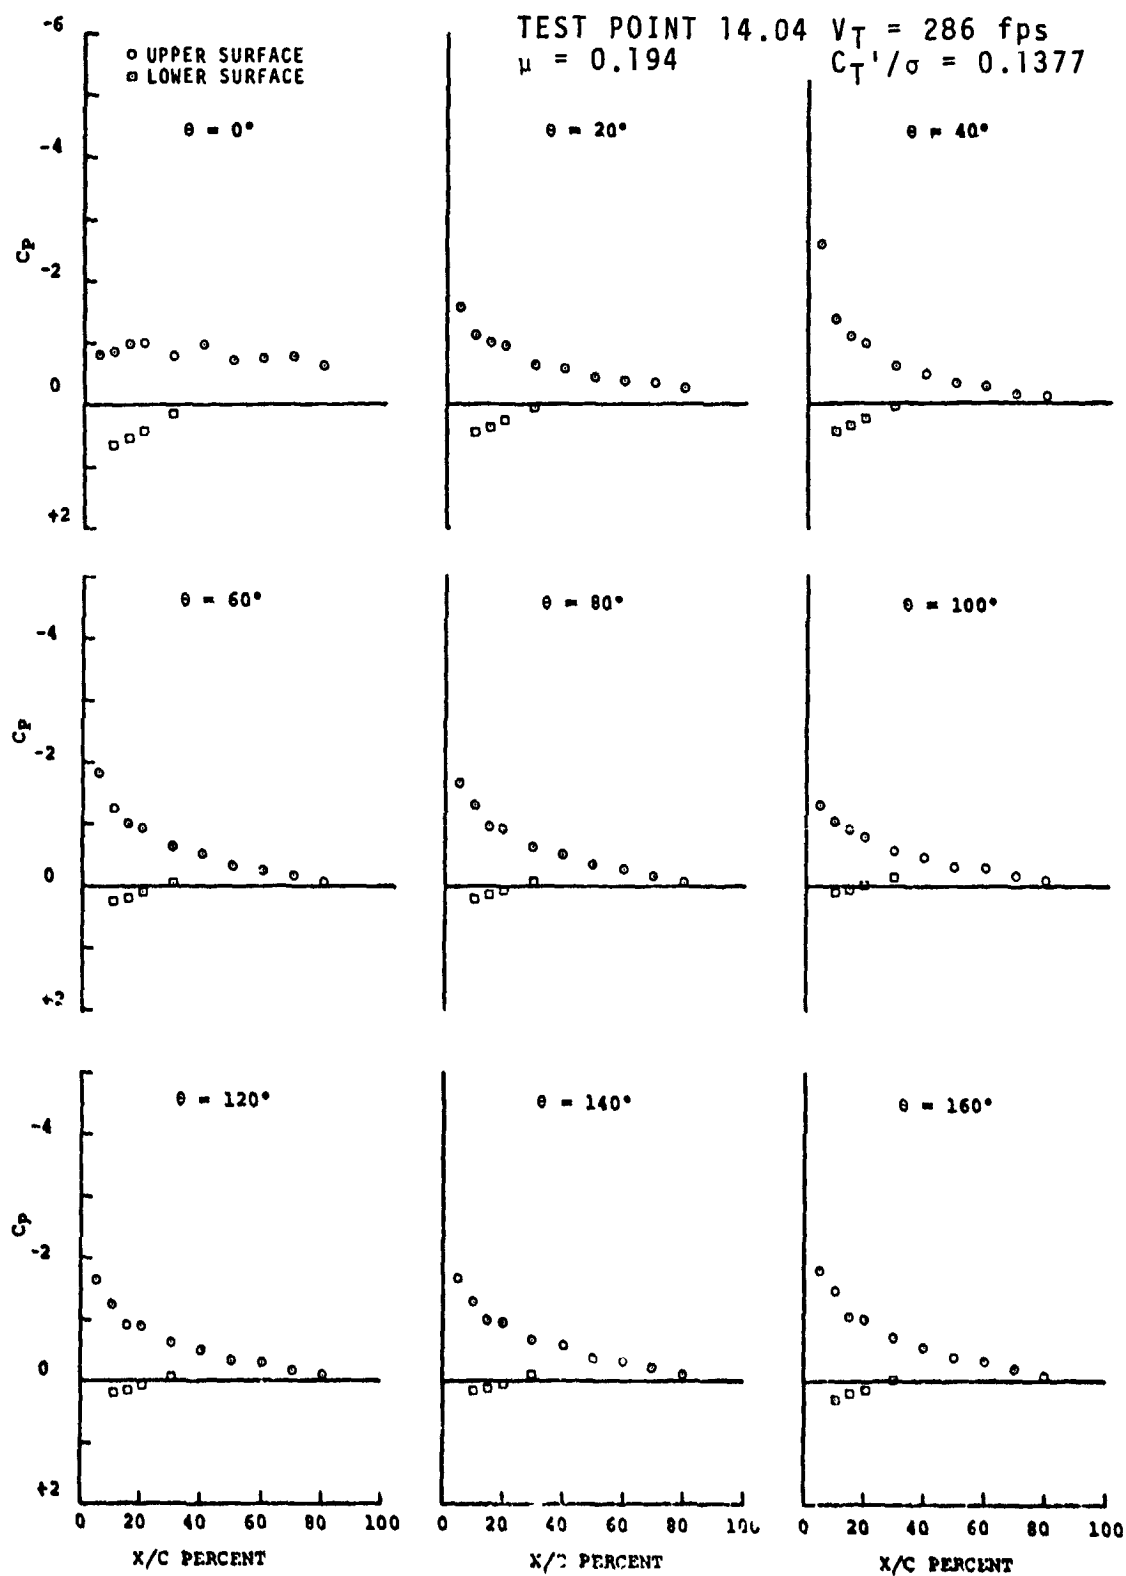 TEST POINT 14.04 V_T = 286 fps
μ = 0.194 C_T'/σ = 0.1377
○ UPPER SURFACE
□ LOWER SURFACE
θ = 0°
θ = 20°
θ = 40°
-6
-4
-2
0
+2
C_P
θ = 60°
θ = 80°
θ = 100°
-4
-2
0
C_P
θ = 120°
θ = 140°
θ = 160°
-4
-2
0
+2
C_P
0 20 40 60 80 100
0 20 40 60 80
0 20 40 60 80 100
X/C PERCENT
PERCENT
X/C PERCENT